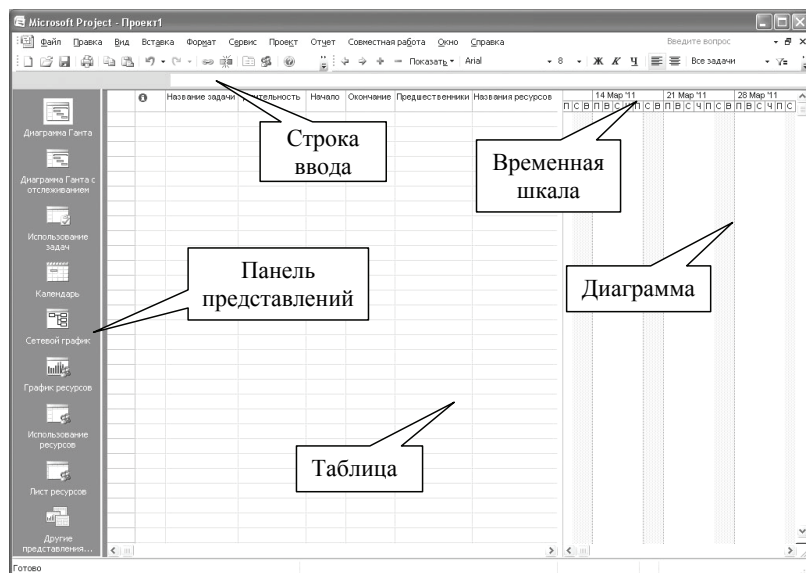 Microsoft Project - Проект1
Файл Правка Вид Вставка Формат Сервис Проект Отчет Совместная работа Окно Справка Введите вопрос
Показать Arial 8 Ж К Ч Все задачи
Название задачи Длительность Начало Окончание Предшественники Названия ресурсов
14 Мар '11 21 Мар '11 28 Мар '11
П С В П В С Ч П С В П В С Ч П С В П В С Ч П С
Диаграмма Ганта
Диаграмма Ганта с
отслеживанием
Использование
задач
Календарь
Сетевой график
График ресурсов
Использование
ресурсов
Лист ресурсов
Другие
представления...
Строка
ввода
Временная
шкала
Панель
представлений
Диаграмма
Таблица
Готово